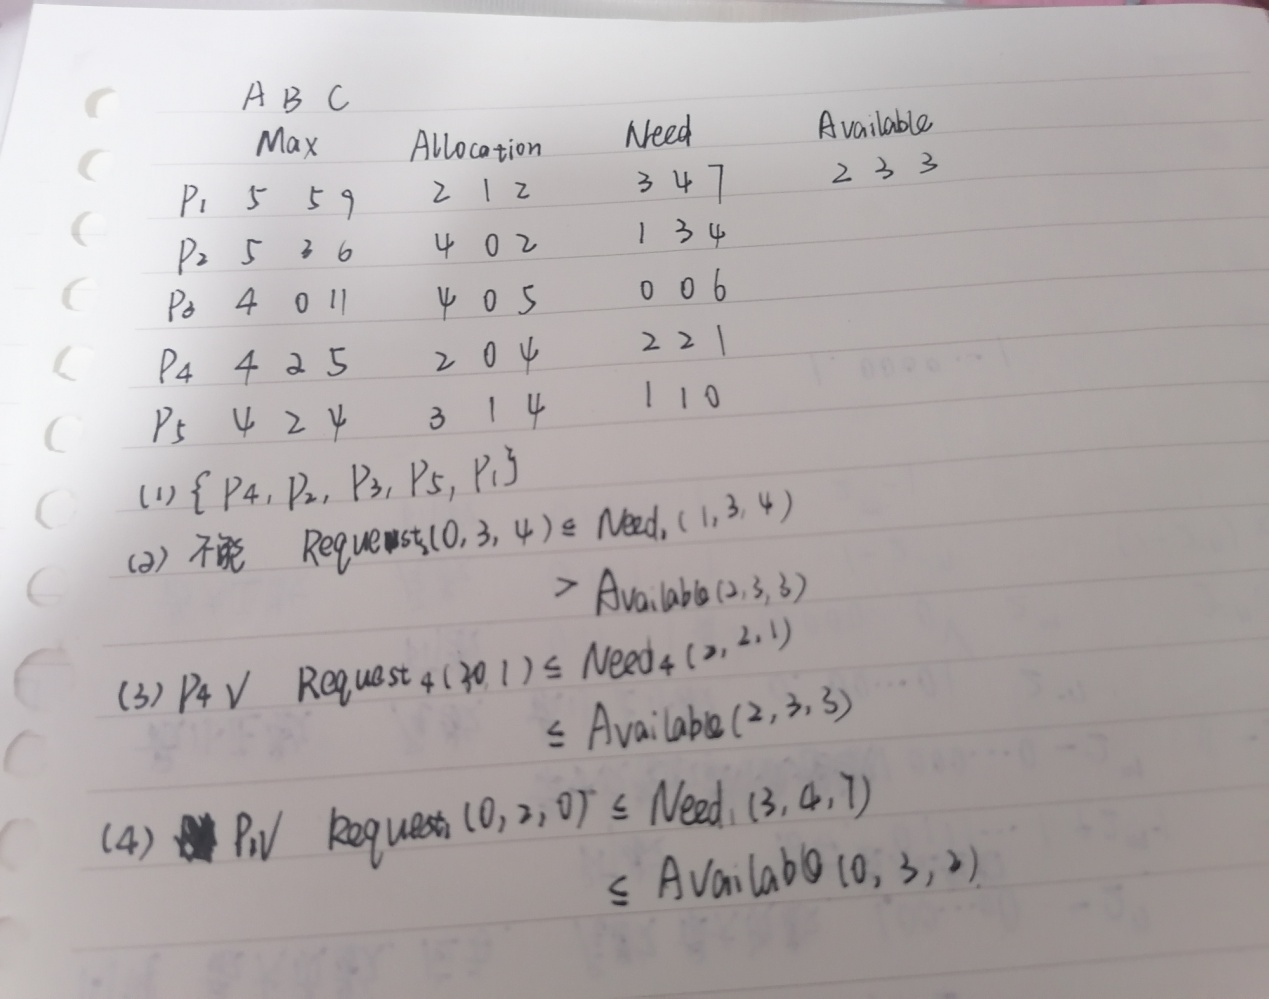 A B C
Max Allocation Need Available
P1 5 5 9 2 1 2 3 4 7 2 3 3
P2 5 3 6 4 0 2 1 3 4
P3 4 0 11 4 0 5 0 0 6
P4 4 2 5 2 0 4 2 2 1
P5 4 2 4 3 1 4 1 1 0
(1) { P4, P2, P3, P5, P1}
(2) 不能 Request2(0, 3, 4) ≤ Need, (1, 3, 4)
> Available(2,3,3)
(3) P4 √ Request4(2,0,1) ≤ Need4(2,2,1)
≤ Available(2,3,3)
(4) P1√ Request1(0,2,0) ≤ Need1(3,4,7)
≤ Available(0,3,2)